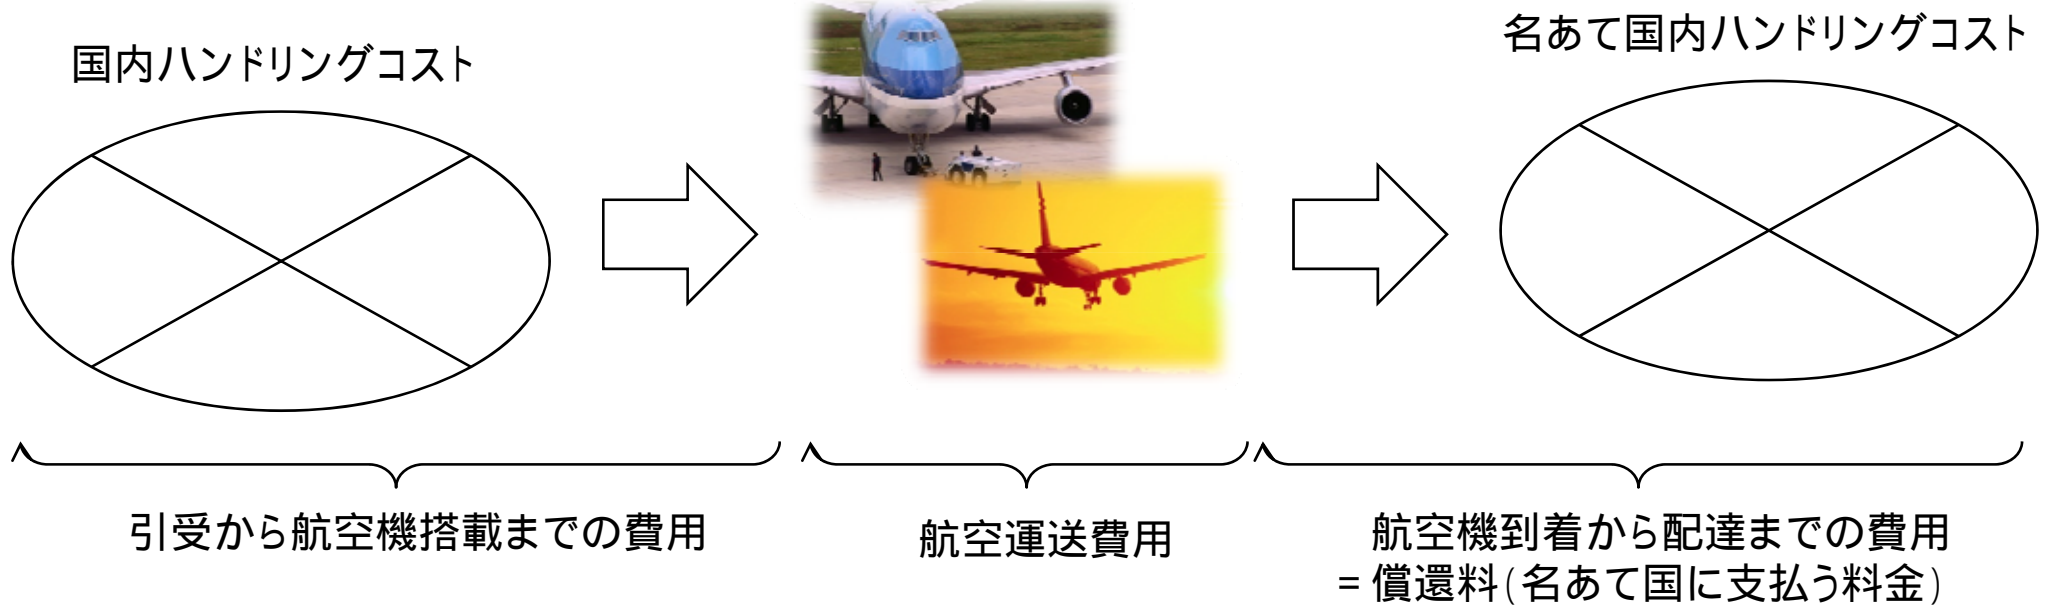 国内ハンドリングコスト
名あて国内ハンドリングコスト
引受から航空機搭載までの費用
航空運送費用
航空機到着から配達までの費用
=償還料(名あて国に支払う料金)